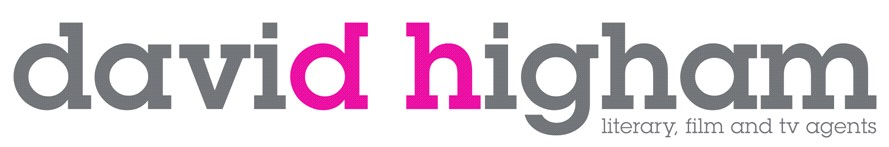 david higham
literary, film and tv agents